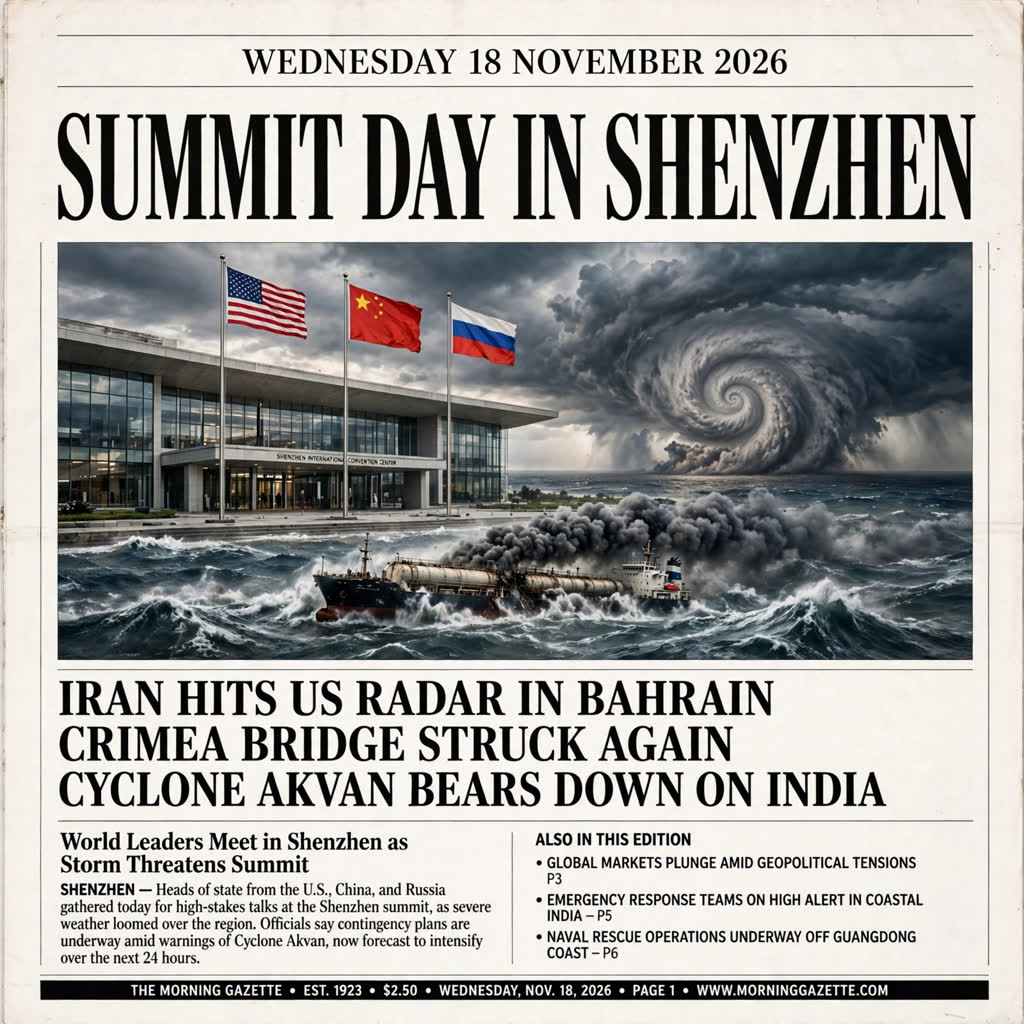 WEDNESDAY 18 NOVEMBER 2026
SUMMIT DAY IN SHENZHEN
SHENZHEN INTERNATIONAL CONVENTION CENTER
IRAN HITS US RADAR IN BAHRAIN
CRIMEA BRIDGE STRUCK AGAIN
CYCLONE AKVAN BEARS DOWN ON INDIA
World Leaders Meet in Shenzhen as
Storm Threatens Summit
SHENZHEN — Heads of state from the U.S., China, and Russia
gathered today for high-stakes talks at the Shenzhen summit, as severe
weather loomed over the region. Officials say contingency plans are
underway amid warnings of Cyclone Akvan, now forecast to intensify
over the next 24 hours.
ALSO IN THIS EDITION
• GLOBAL MARKETS PLUNGE AMID GEOPOLITICAL TENSIONS
P3
• EMERGENCY RESPONSE TEAMS ON HIGH ALERT IN COASTAL
INDIA – P5
• NAVAL RESCUE OPERATIONS UNDERWAY OFF GUANGDONG
COAST – P6
THE MORNING GAZETTE • EST. 1923 • $2.50 • WEDNESDAY, NOV. 18, 2026 • PAGE 1 • WWW.MORNINGGAZETTE.COM